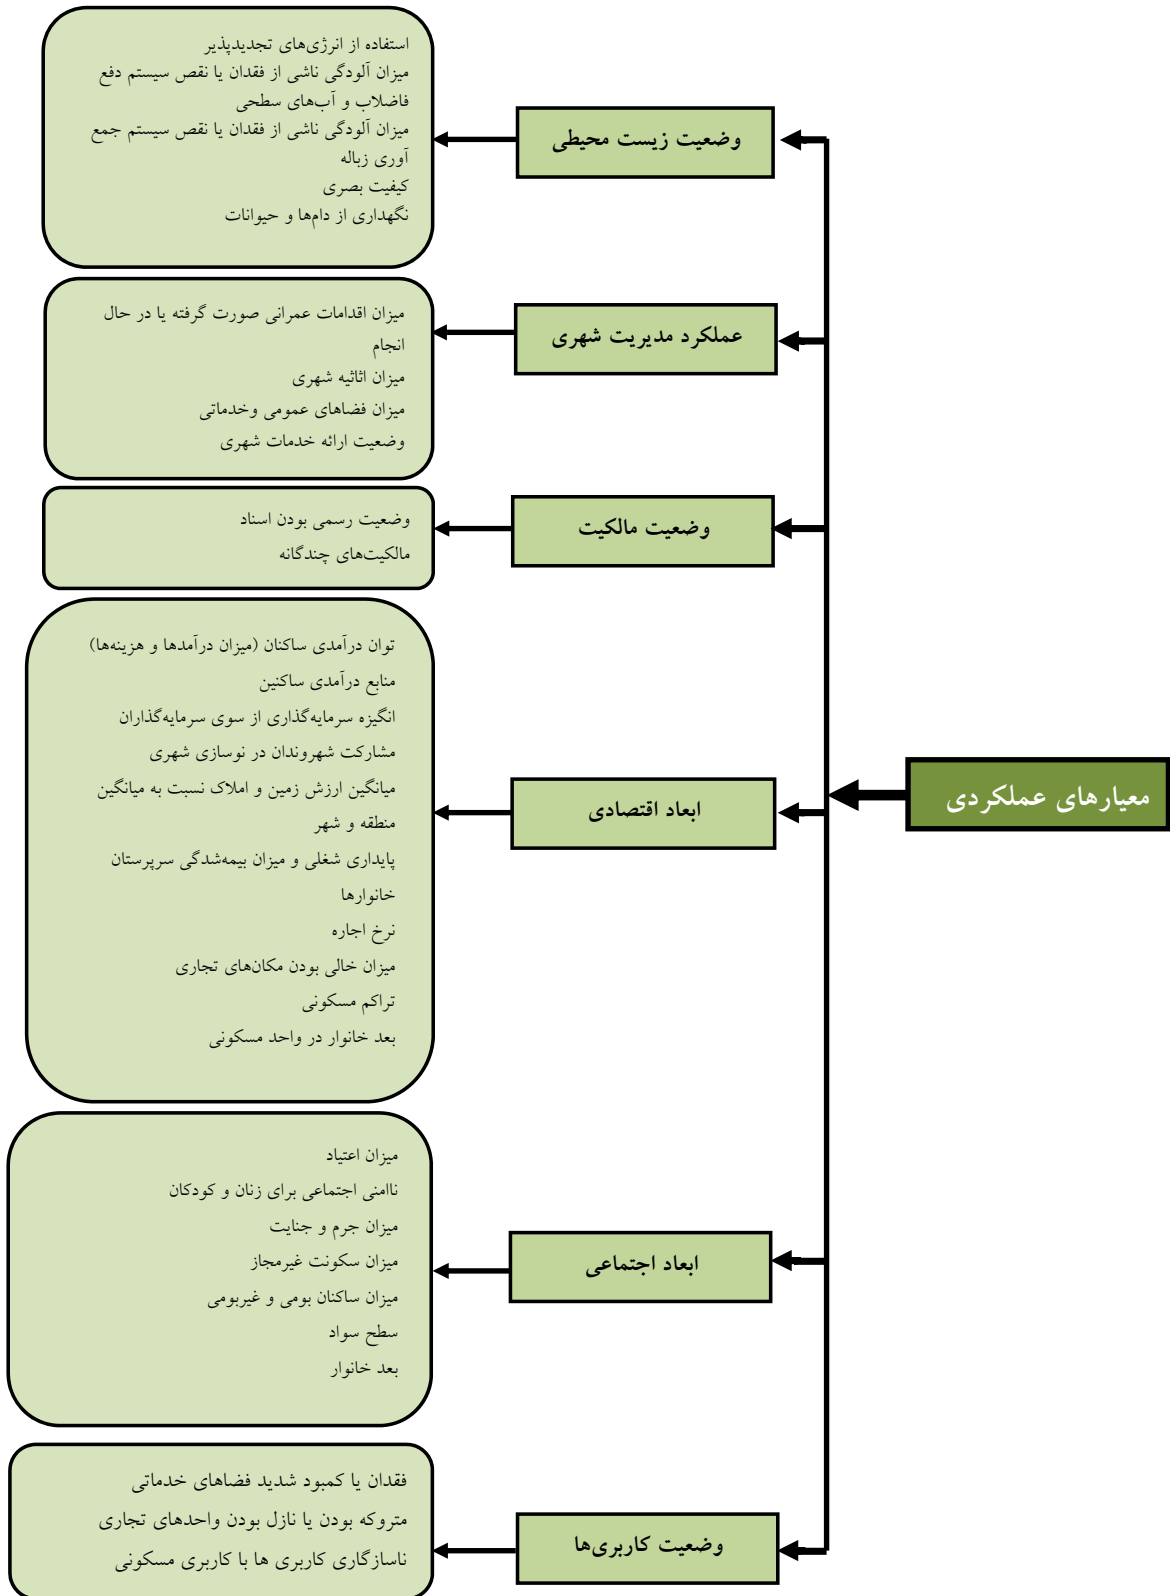 معیارهای عملکردی
وضعیت زیست محیطی
استفاده از انرژی‌های تجدیدپذیر
میزان آلودگی ناشی از فقدان یا نقص سیستم دفع
فاضلاب و آب‌های سطحی
میزان آلودگی ناشی از فقدان یا نقص سیستم جمع
آوری زباله
کیفیت بصری
نگهداری از دام‌ها و حیوانات
عملکرد مدیریت شهری
میزان اقدامات عمرانی صورت گرفته یا در حال
انجام
میزان اثاثیه شهری
میزان فضاهای عمومی وخدماتی
وضعیت ارائه خدمات شهری
وضعیت مالکیت
وضعیت رسمی بودن اسناد
مالکیت‌های چندگانه
ابعاد اقتصادی
توان درآمدی ساکنان (میزان درآمدها و هزینه‌ها)
منابع درآمدی ساکنین
انگیزه سرمایه‌گذاری از سوی سرمایه‌گذاران
مشارکت شهروندان در نوسازی شهری
میانگین ارزش زمین و املاک نسبت به میانگین
منطقه و شهر
پایداری شغلی و میزان بیمه‌شدگی سرپرستان
خانوارها
نرخ اجاره
میزان خالی بودن مکان‌های تجاری
تراکم مسکونی
بعد خانوار در واحد مسکونی
ابعاد اجتماعی
میزان اعتیاد
ناامنی اجتماعی برای زنان و کودکان
میزان جرم و جنایت
میزان سکونت غیرمجاز
میزان ساکنان بومی و غیربومی
سطح سواد
بعد خانوار
وضعیت کاربری‌ها
فقدان یا کمبود شدید فضاهای خدماتی
متروکه بودن یا نازل بودن واحدهای تجاری
ناسازگاری کاربری ها با کاربری مسکونی